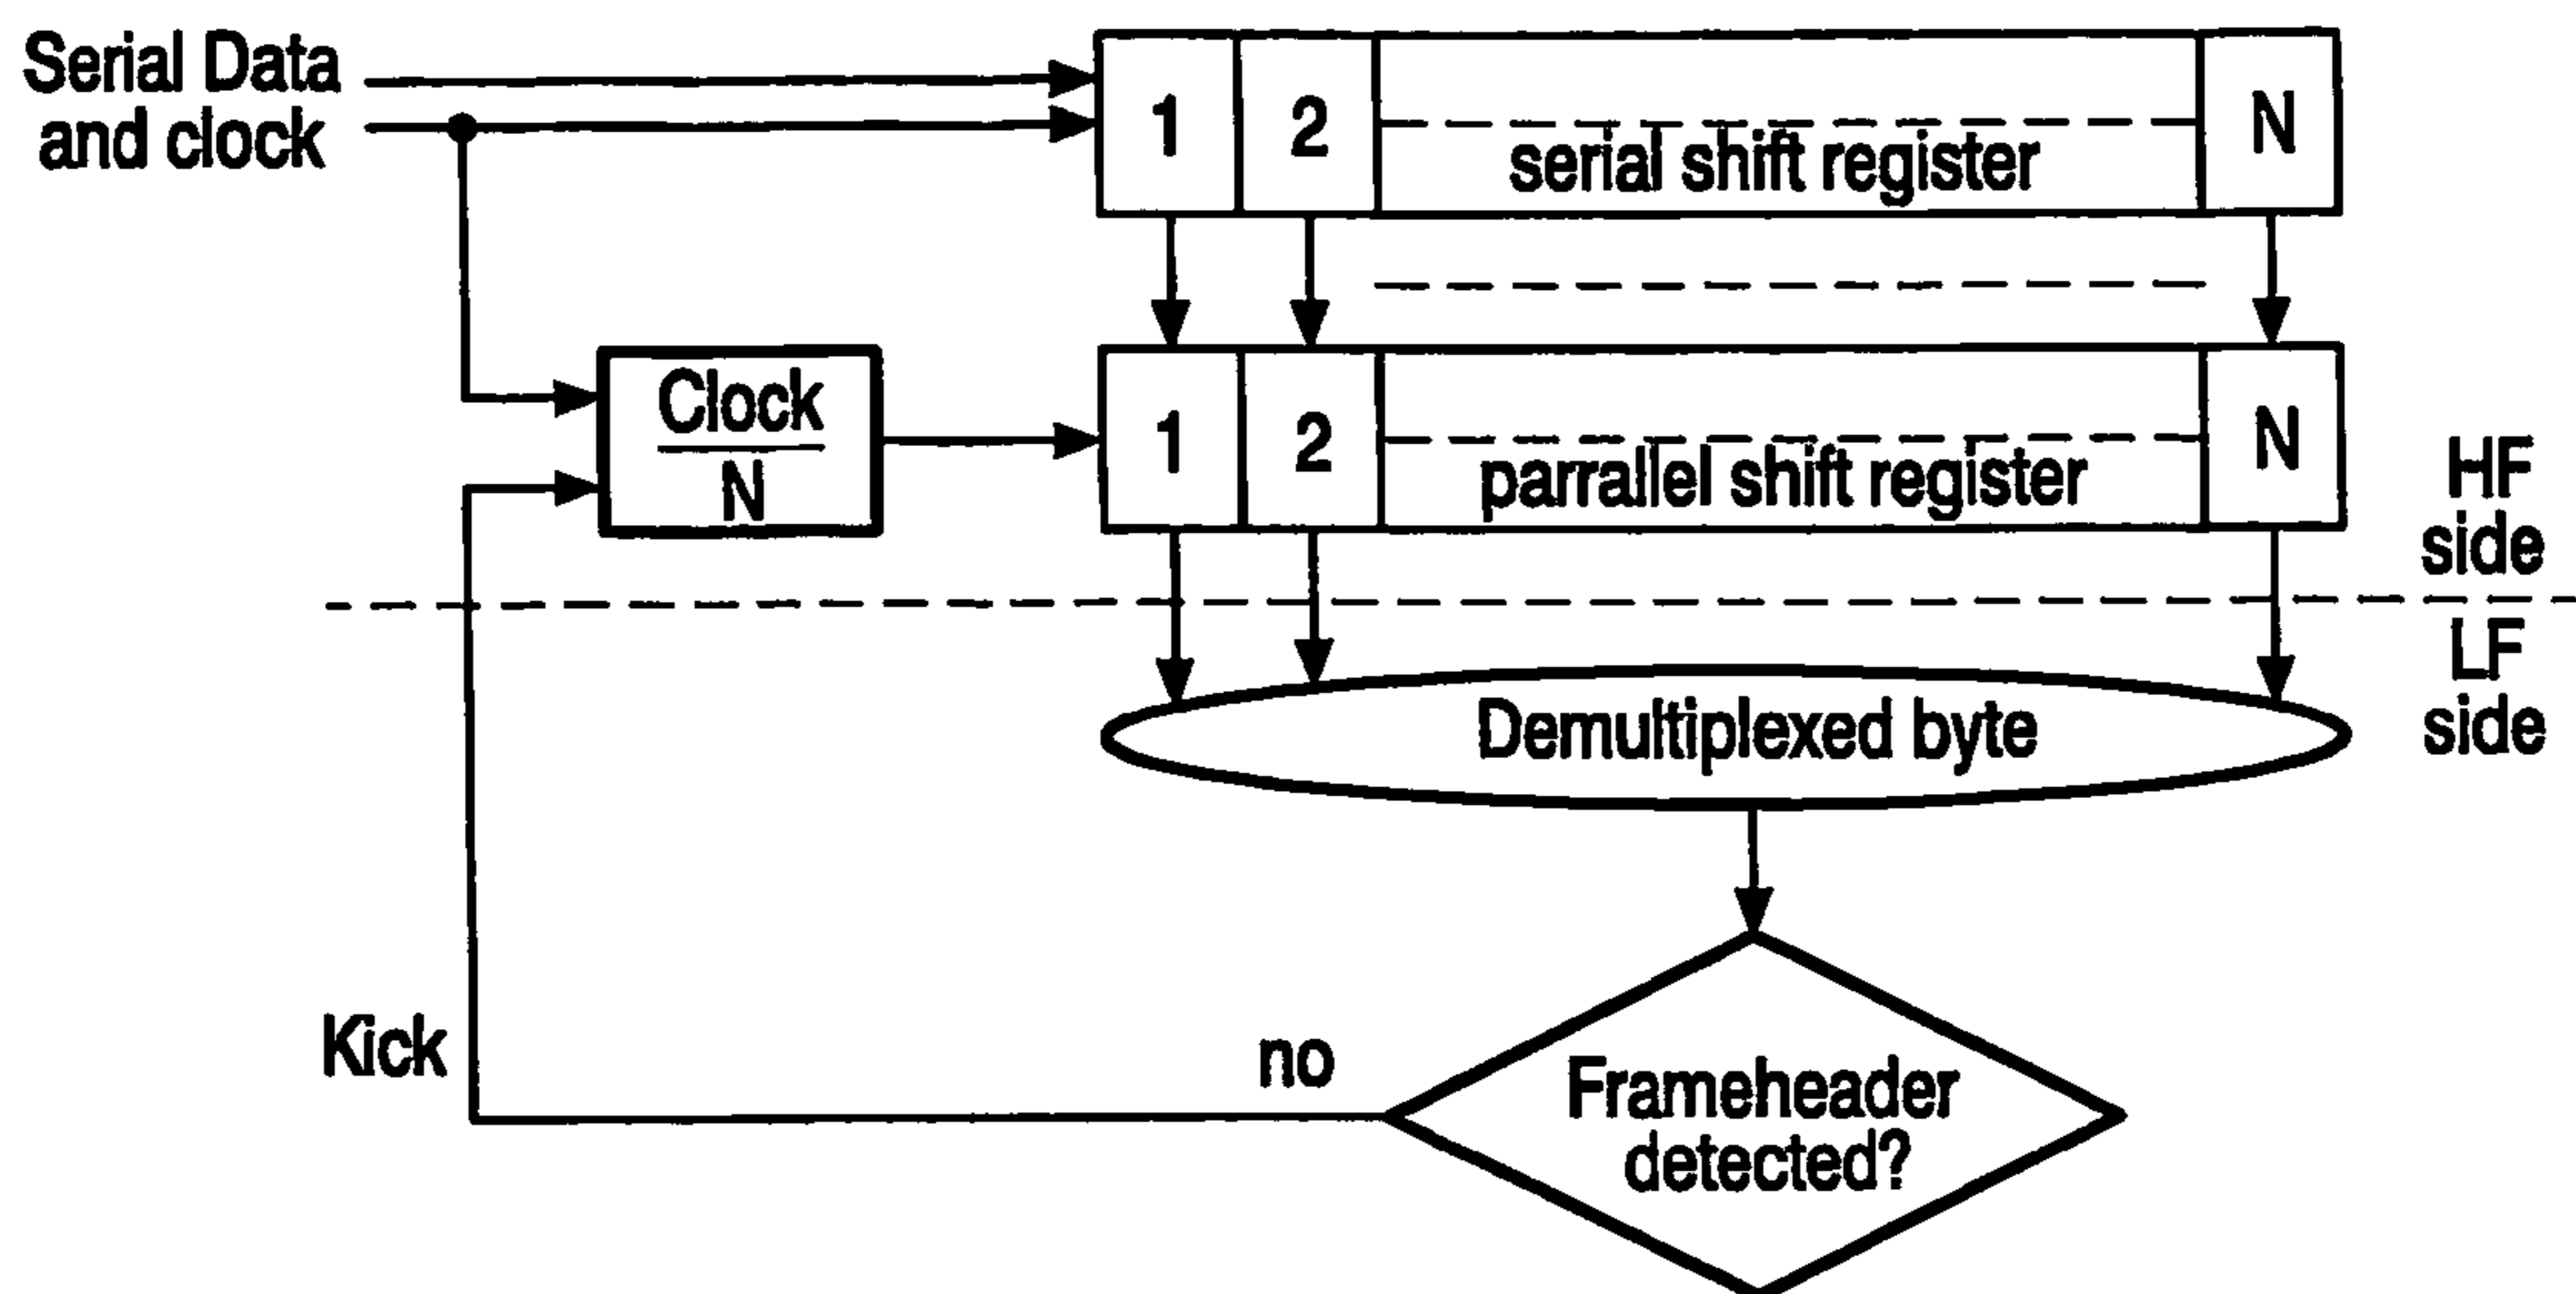 Serial Data
and clock
1
2
serial shift register
N
Clock
N
1
2
parrallel shift register
N
HF
side
LF
side
Demultiplexed byte
Kick
no
Frameheader
detected?